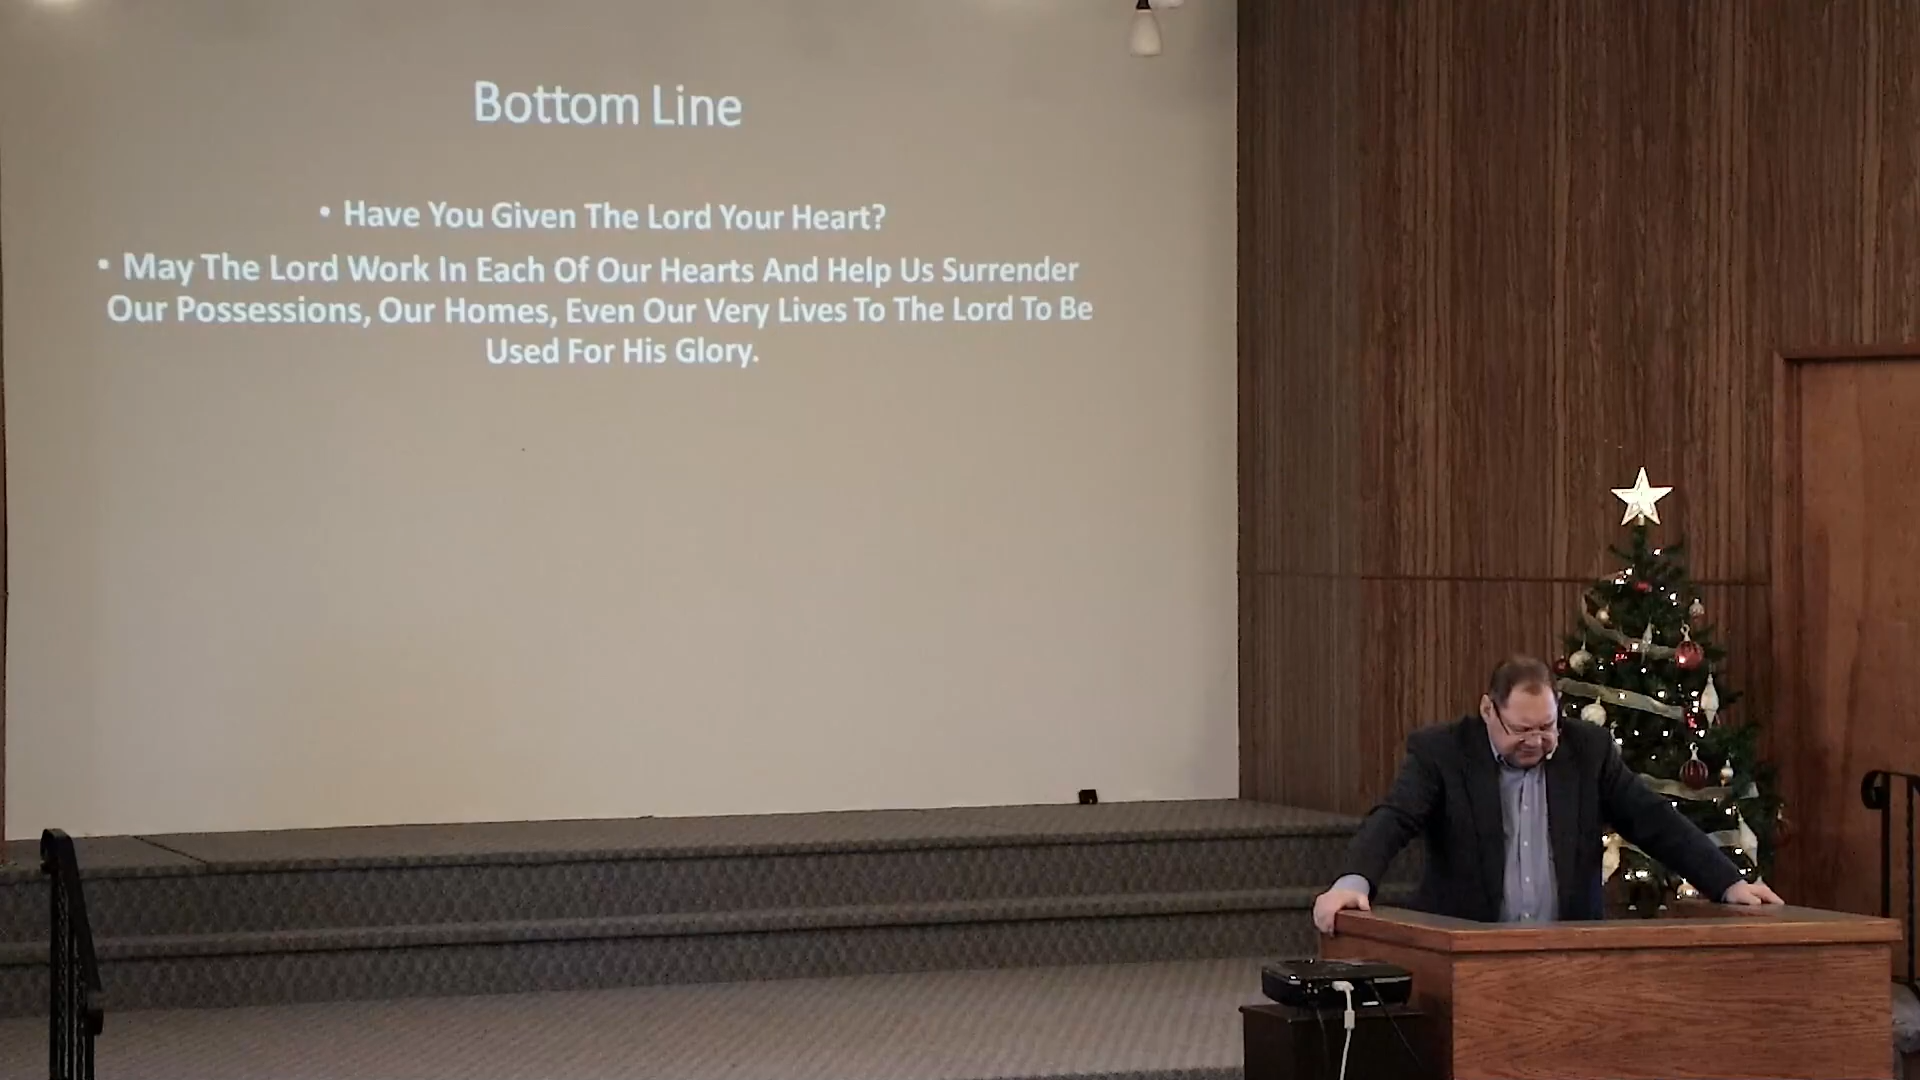 Bottom Line
• Have You Given The Lord Your Heart?
• May The Lord Work In Each Of Our Hearts And Help Us Surrender
Our Possessions, Our Homes, Even Our Very Lives To The Lord To Be
Used For His Glory.